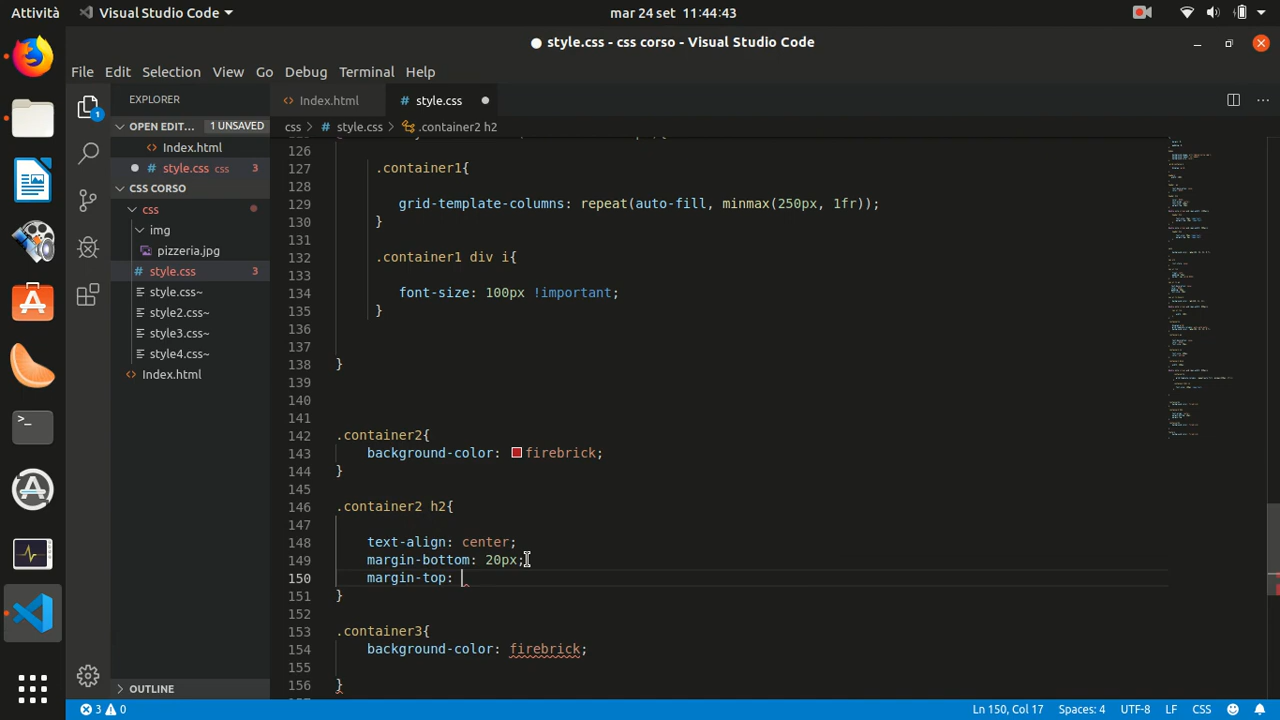 Attività
Visual Studio Code
mar 24 set 11:44:43
● style.css - css corso - Visual Studio Code
File Edit Selection View Go Debug Terminal Help
EXPLORER
Index.html
# style.css
OPEN EDIT... 1 UNSAVED
css > # style.css > .container2 h2
Index.html
# style.css css 3
CSS CORSO
css
img
pizzeria.jpg
# style.css 3
style.css~
style2.css~
style3.css~
style4.css~
Index.html
OUTLINE
1
126
127 .container1{
128
129 grid-template-columns: repeat(auto-fill, minmax(250px, 1fr));
130 }
131
132 .container1 div i{
133
134 font-size: 100px !important;
135 }
136
137
138 }
139
140
141
142 .container2{
143 background-color: firebrick;
144 }
145
146 .container2 h2{
147
148 text-align: center;
149 margin-bottom: 20px;
150 margin-top:
151 }
152
153 .container3{
154 background-color: firebrick;
155
156 }
3 0
Ln 150, Col 17 Spaces: 4 UTF-8 LF CSS